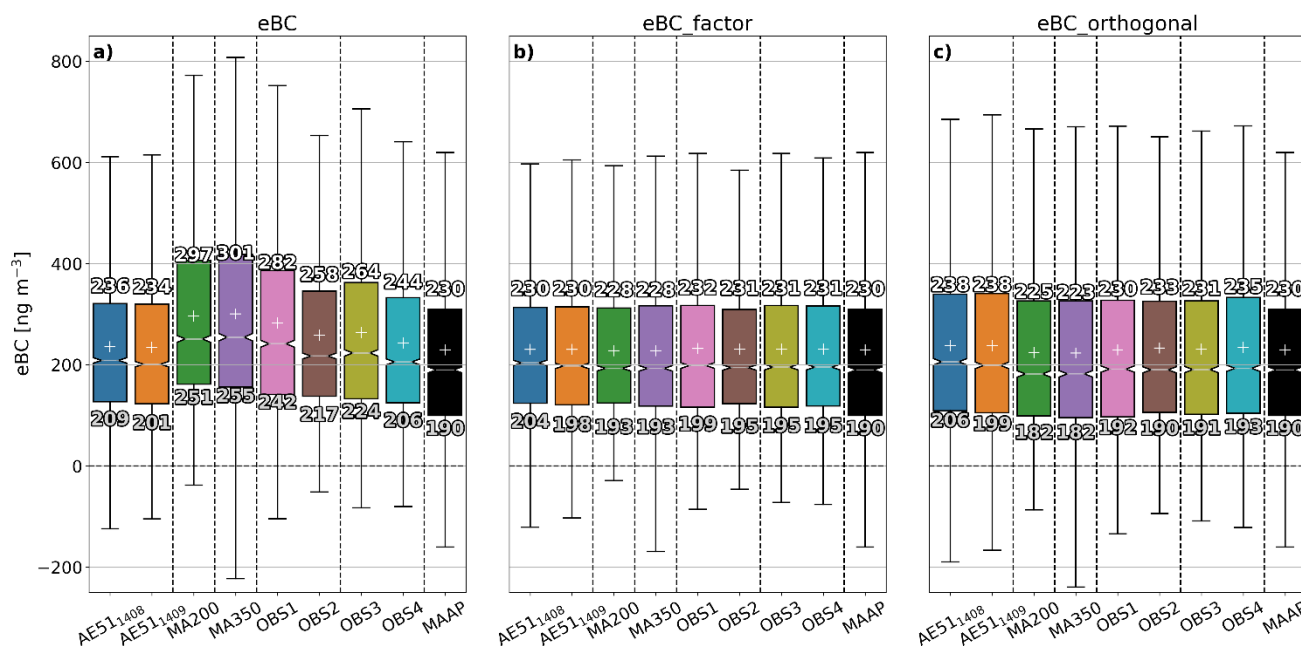 eBC
eBC_factor
eBC_orthogonal
a)
b)
c)
eBC [ng m⁻³]
800
600
400
200
0
−200
236 234 297 301 282 258 264 244 230
209 201 251 255 242 217 224 206 190
230 230 228 228 232 231 231 231 230
204 198 193 193 199 195 195 195 190
238 238 225 223 230 233 231 235 230
206 199 182 182 192 190 191 193 190
AE51₁₄₀₈ AE51₁₄₀₉ MA200 MA350 OBS1 OBS2 OBS3 OBS4 MAAP
AE51₁₄₀₈ AE51₁₄₀₉ MA200 MA350 OBS1 OBS2 OBS3 OBS4 MAAP
AE51₁₄₀₈ AE51₁₄₀₉ MA200 MA350 OBS1 OBS2 OBS3 OBS4 MAAP